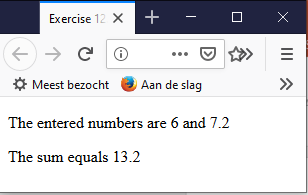 Exercise 12
Meest bezocht Aan de slag
The entered numbers are 6 and 7.2
The sum equals 13.2